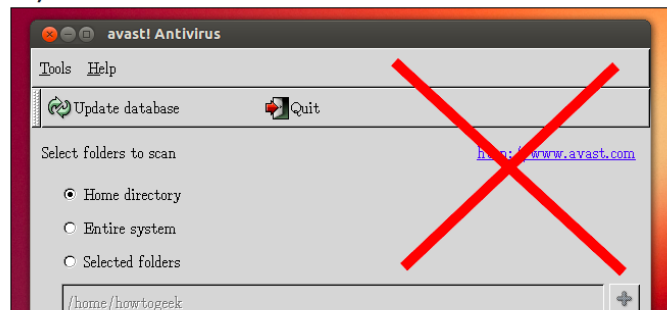 avast! Antivirus
Tools Help
Update database Quit
Select folders to scan http://www.avast.com
Home directory
Entire system
Selected folders
/home/howtogeek